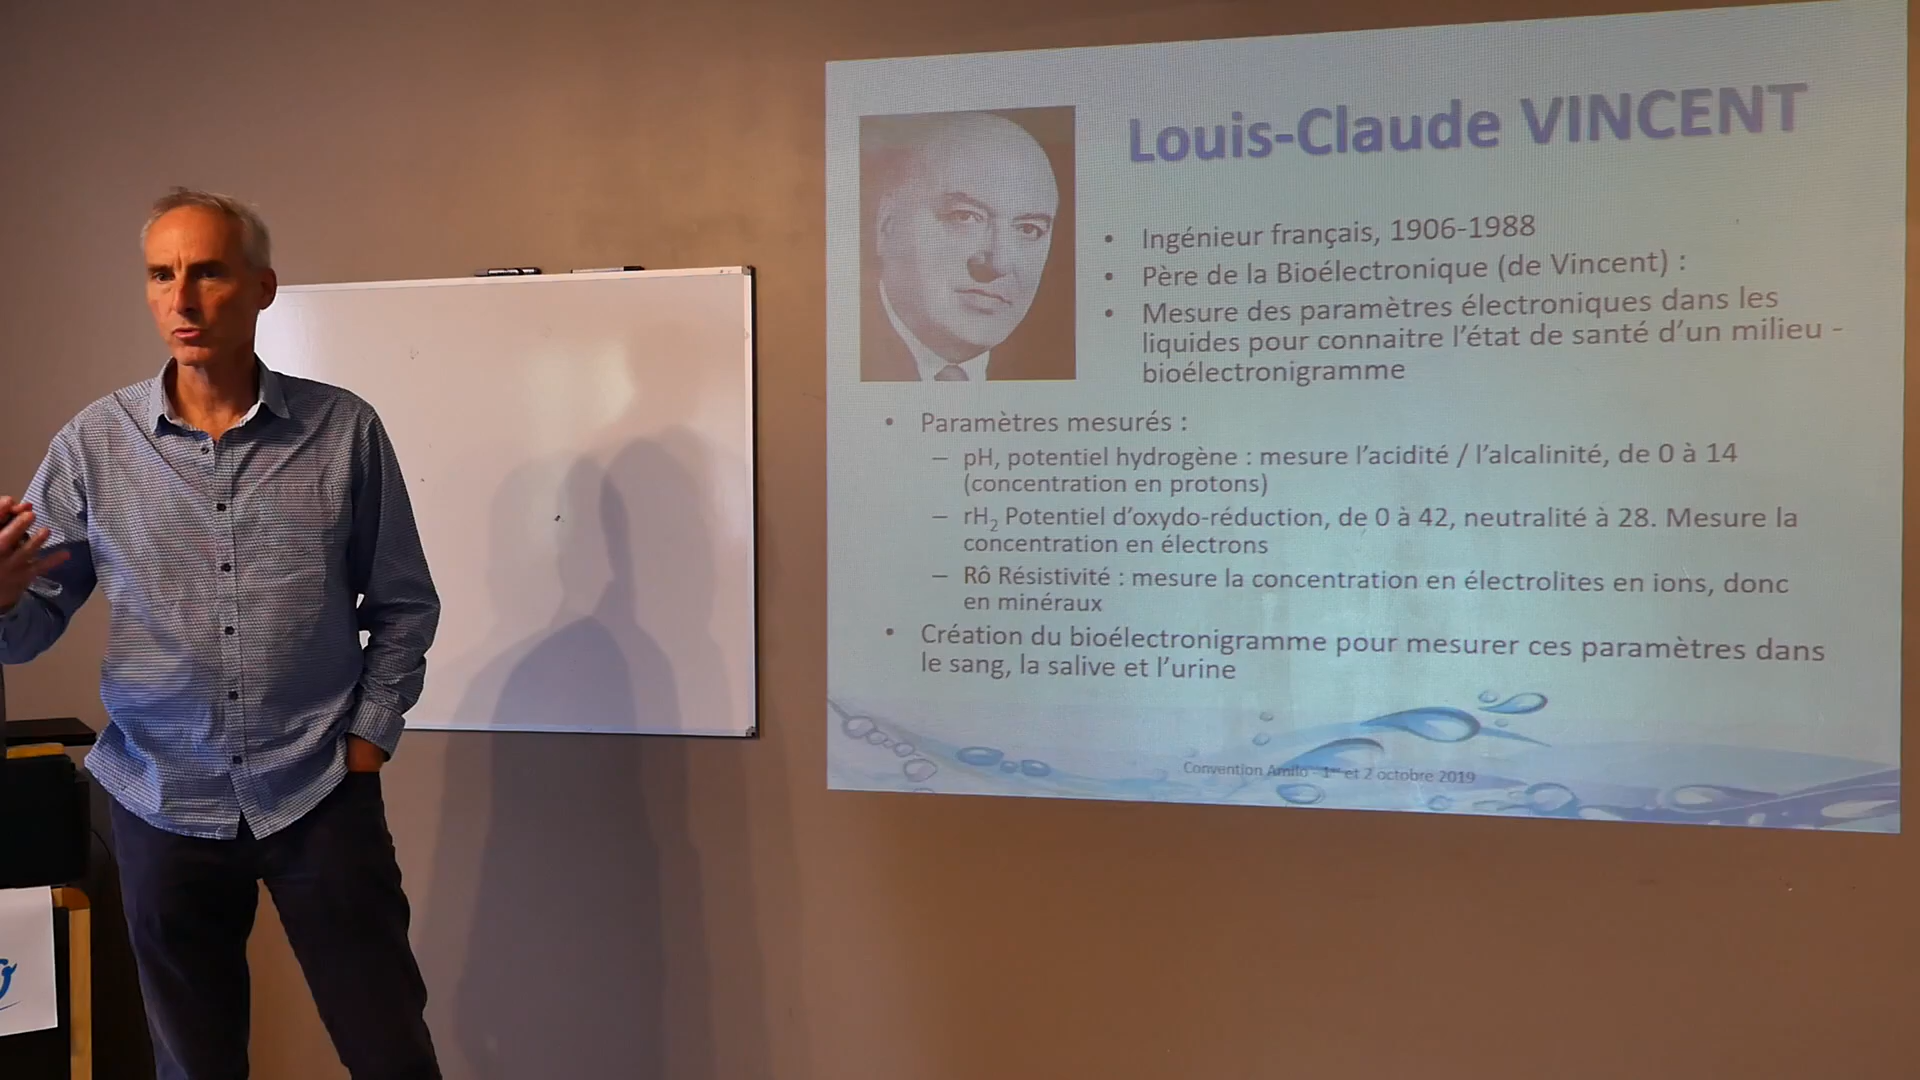 Louis-Claude VINCENT
• Ingénieur français, 1906-1988
• Père de la Bioélectronique (de Vincent) :
• Mesure des paramètres électroniques dans les
liquides pour connaitre l’état de santé d’un milieu -
bioélectronigramme
• Paramètres mesurés :
– pH, potentiel hydrogène : mesure l’acidité / l’alcalinité, de 0 à 14
(concentration en protons)
– rH₂ Potentiel d’oxydo-réduction, de 0 à 42, neutralité à 28. Mesure la
concentration en électrons
– Rô Résistivité : mesure la concentration en électrolites en ions, donc
en minéraux
• Création du bioélectronigramme pour mesurer ces paramètres dans
le sang, la salive et l’urine
Convention Amilo - 1er et 2 octobre 2019